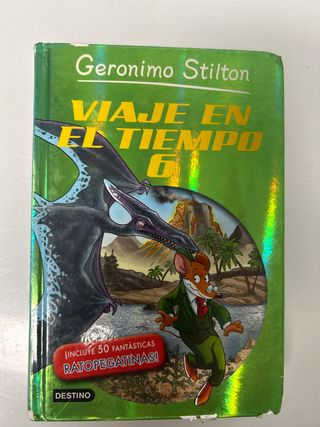 Geronimo Stilton
VIAJE EN
EL TIEMPO
6
¡INCLUYE 50 FANTÁSTICAS
RATOPEGATINAS!
DESTINO